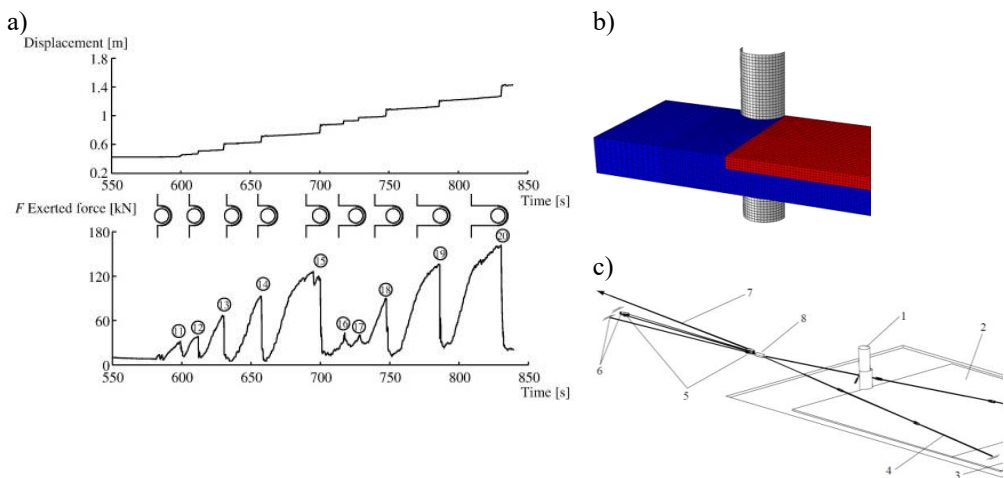 a)
Displacement [m]
1.8
1.4
1
0.6
0.2
550 600 650 700 750 800 850
Time [s]
F Exerted force [kN]
180
120
60
0
11 12 13 14 15 16 17 18 19 20
550 600 650 700 750 800 850
Time [s]
b)
c)
7
8
1
2
6
5
4
3